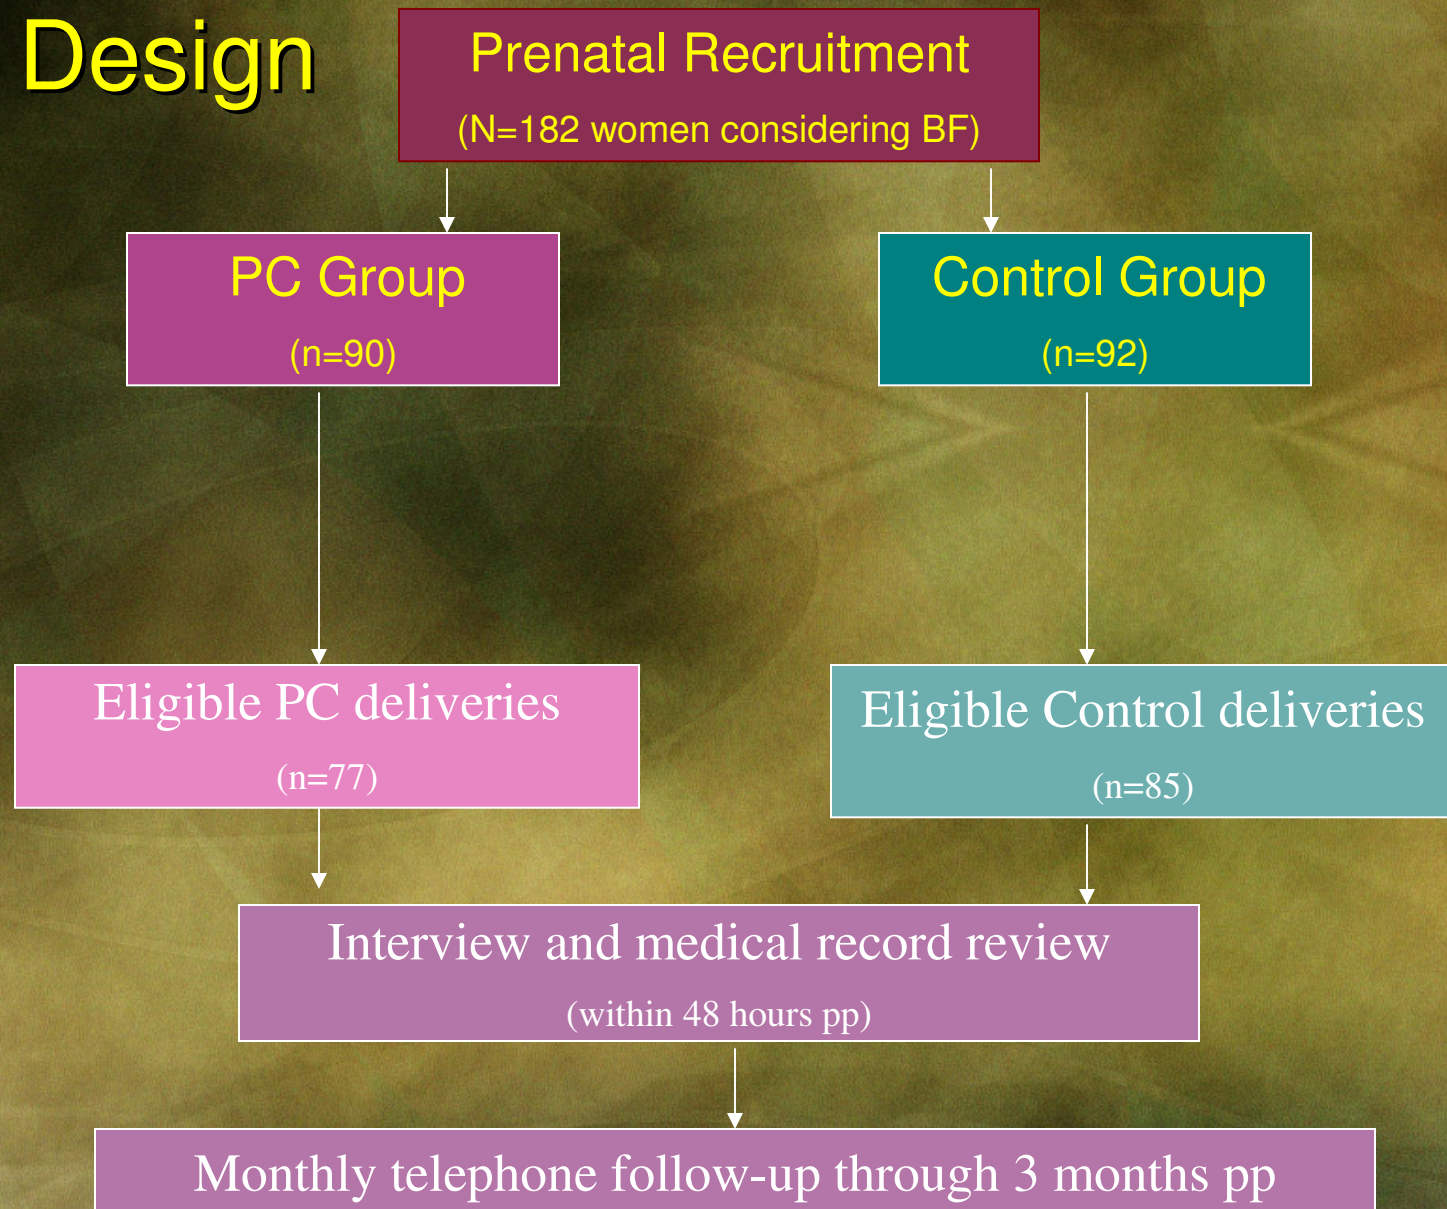 Design
Prenatal Recruitment
(N=182 women considering BF)
PC Group
(n=90)
Control Group
(n=92)
Eligible PC deliveries
(n=77)
Eligible Control deliveries
(n=85)
Interview and medical record review
(within 48 hours pp)
Monthly telephone follow-up through 3 months pp